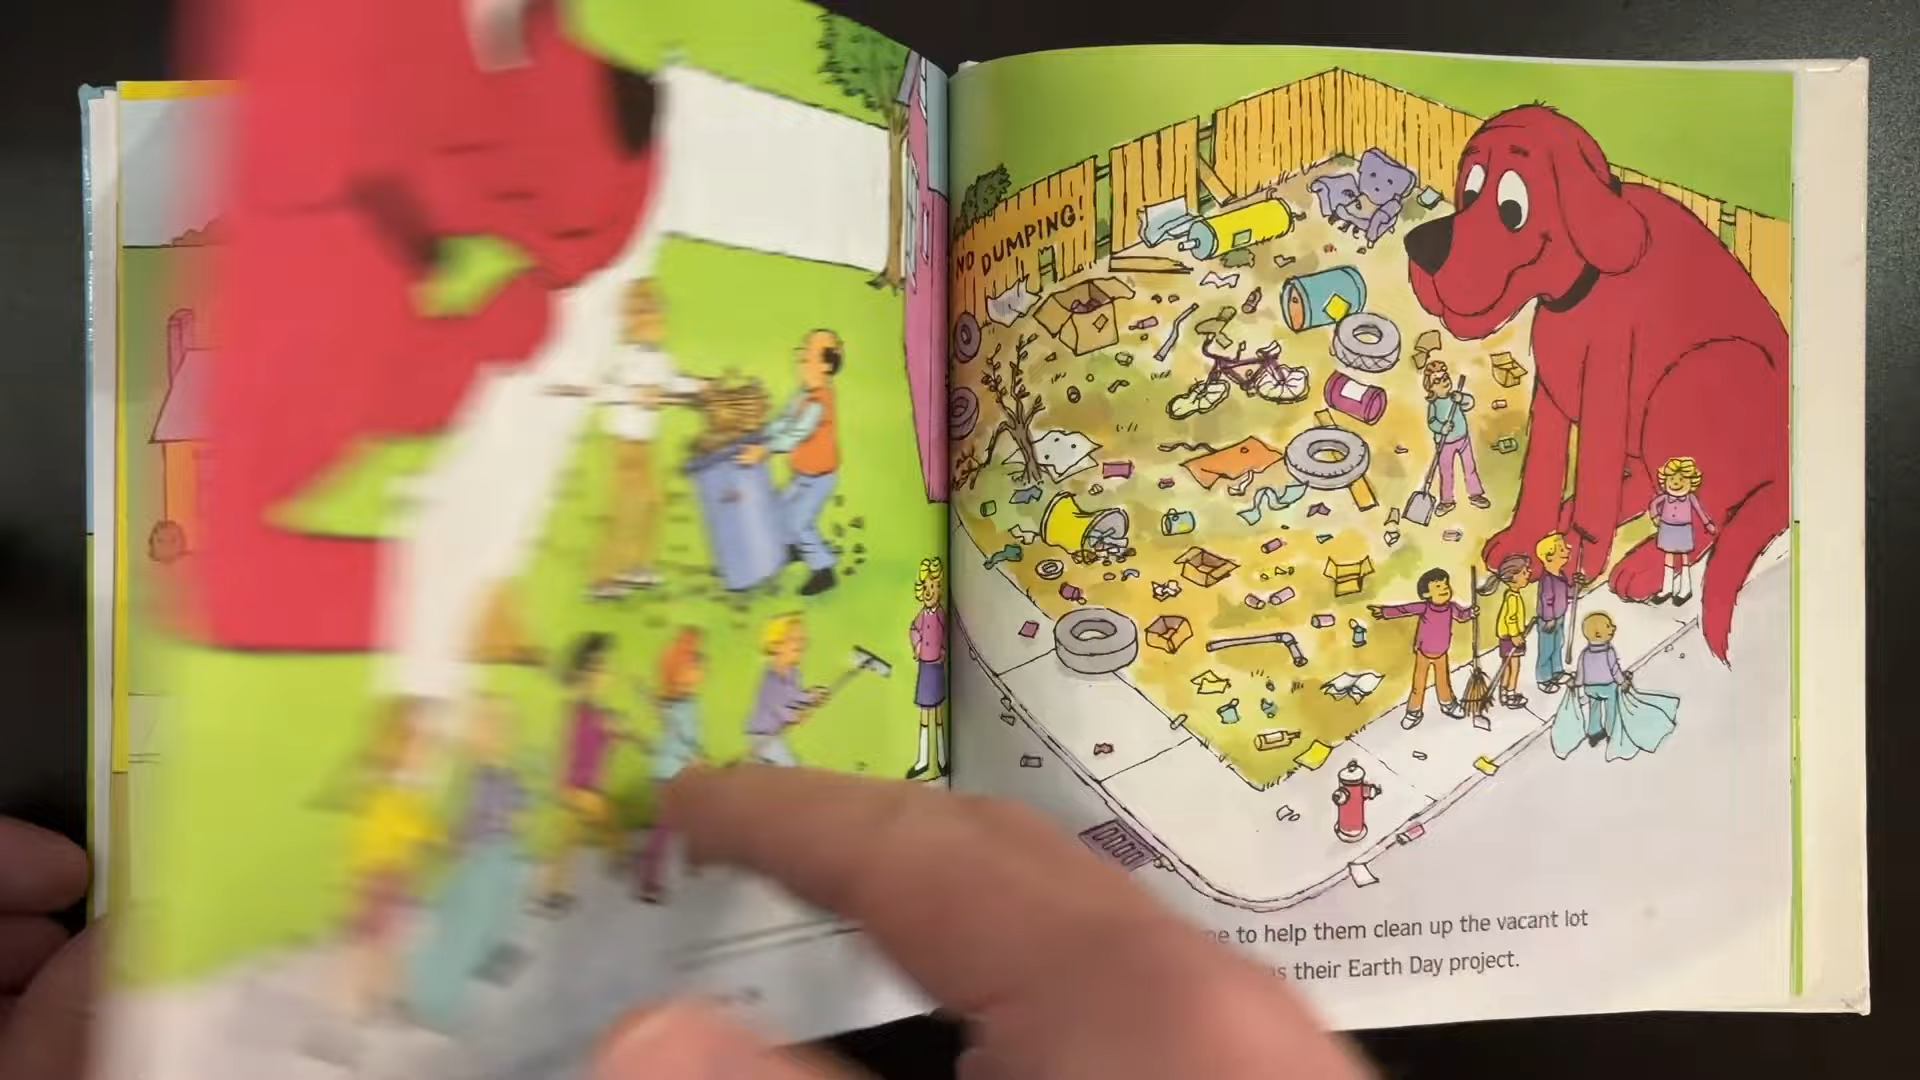 NO DUMPING!
to help them clean up the vacant lot
their Earth Day project.